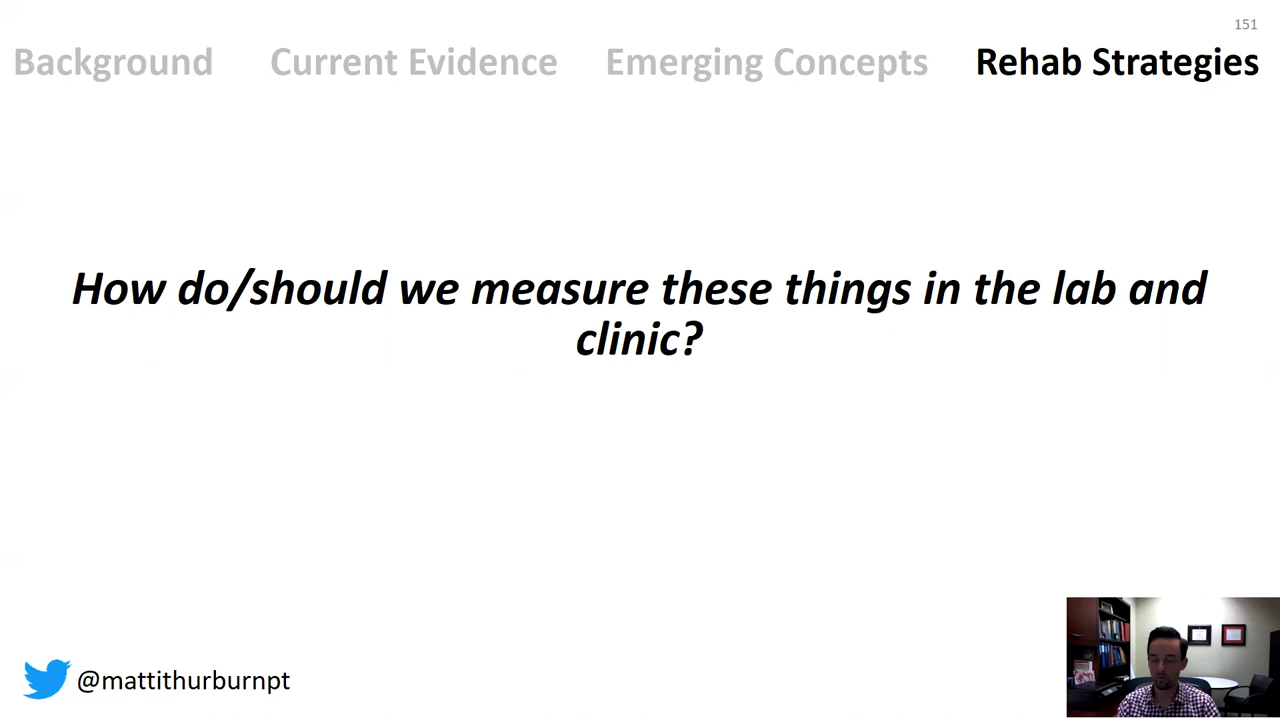 151
Background Current Evidence Emerging Concepts Rehab Strategies
How do/should we measure these things in the lab and
clinic?
@mattithurburnpt